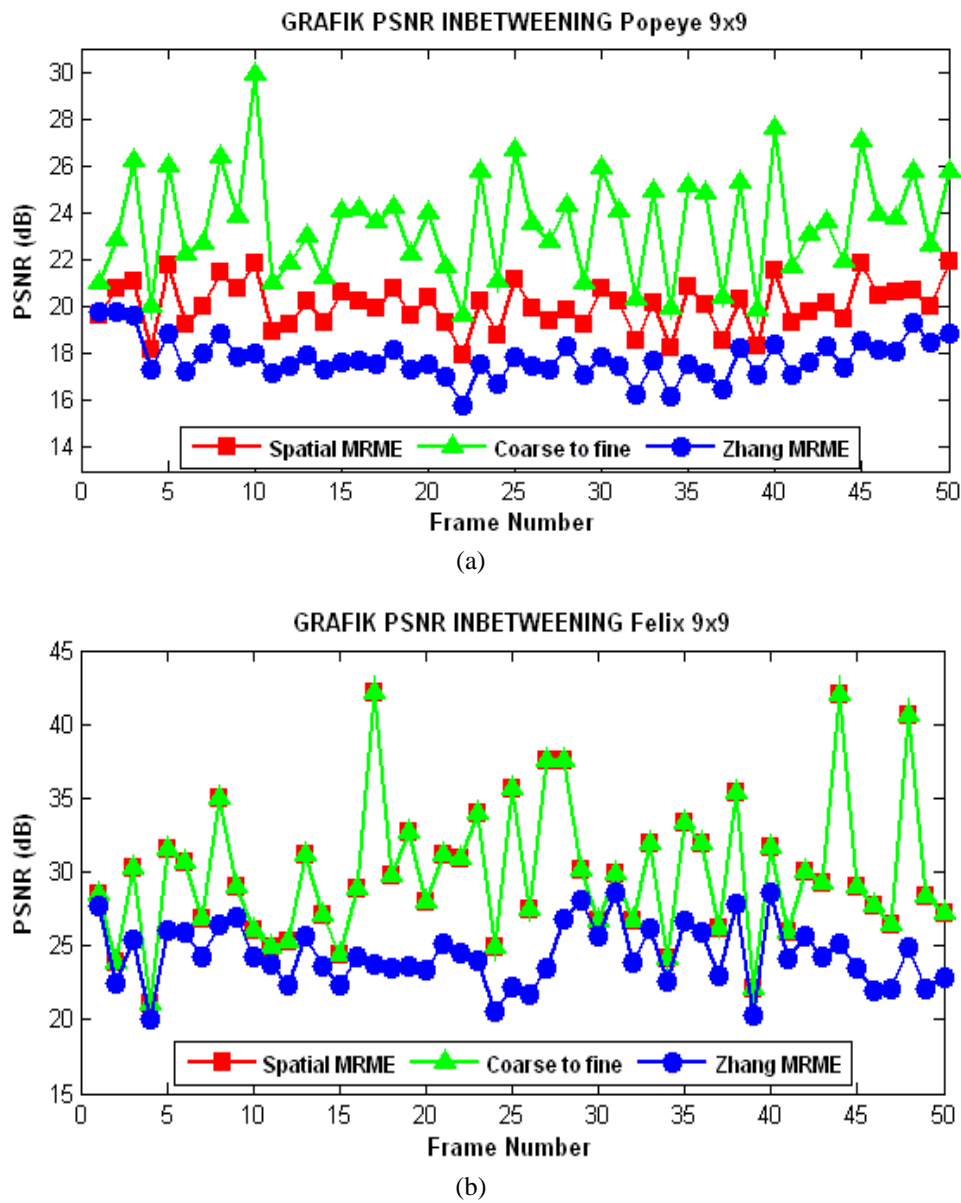 GRAFIK PSNR INBETWEENING Popeye 9x9
30
28
26
24
22
20
18
16
14
PSNR (dB)
Spatial MRME Coarse to fine Zhang MRME
0 5 10 15 20 25 30 35 40 45 50
Frame Number
(a)
GRAFIK PSNR INBETWEENING Felix 9x9
45
40
35
30
25
20
15
PSNR (dB)
Spatial MRME Coarse to fine Zhang MRME
0 5 10 15 20 25 30 35 40 45 50
Frame Number
(b)